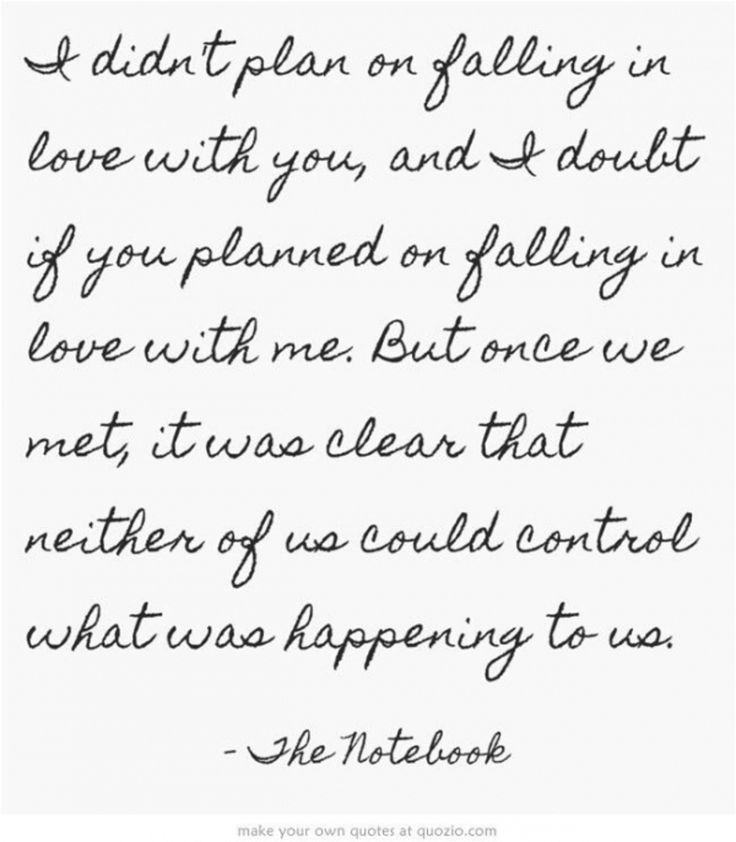 I didn't plan on falling in
love with you, and I doubt
if you planned on falling in
love with me. But once we
met, it was clear that
neither of us could control
what was happening to us.
- The Notebook
make your own quotes at quozio.com